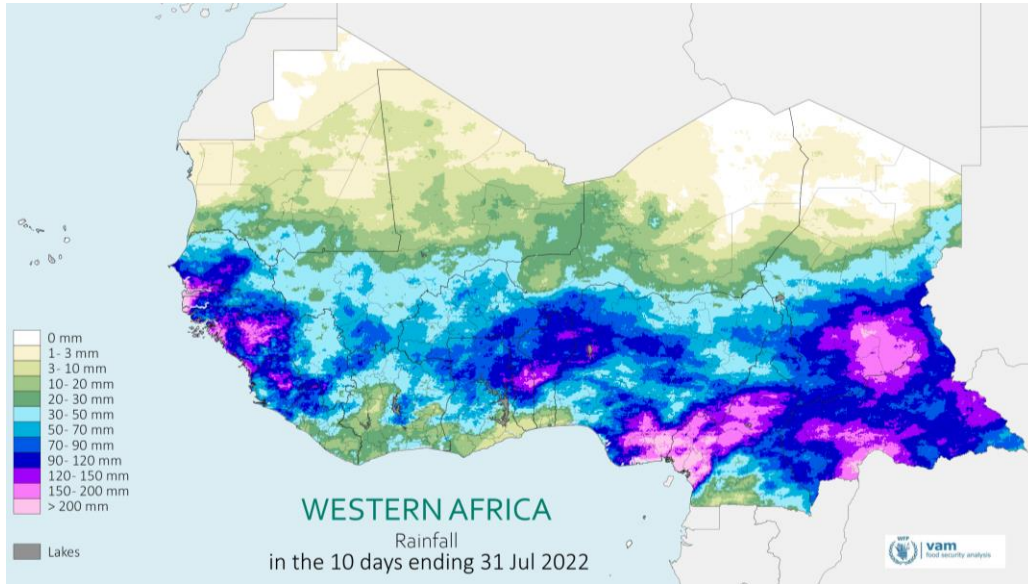 0 mm
1- 3 mm
3- 10 mm
10- 20 mm
20- 30 mm
30- 50 mm
50- 70 mm
70- 90 mm
90- 120 mm
120- 150 mm
150- 200 mm
> 200 mm
Lakes
WESTERN AFRICA
Rainfall
in the 10 days ending 31 Jul 2022
WFP
vam
food security analysis